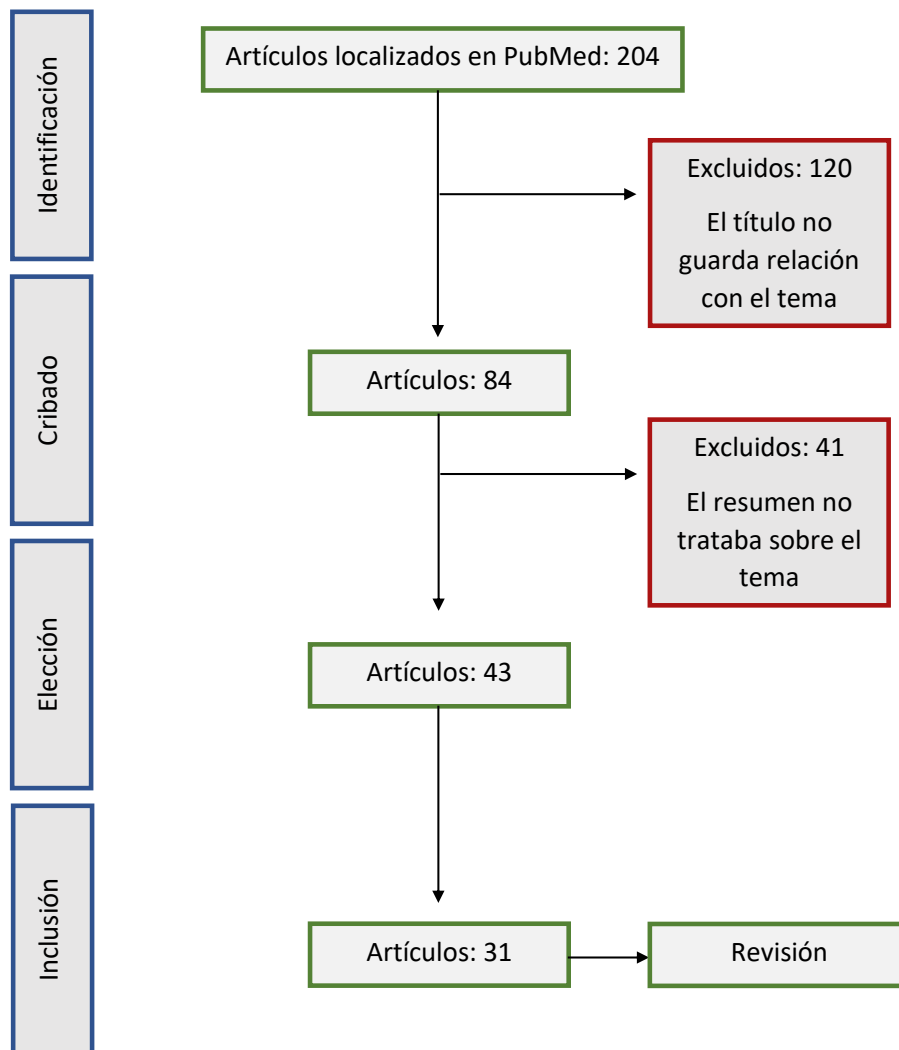 Identificación
Artículos localizados en PubMed: 204
Excluidos: 120
El título no
guarda relación
con el tema
Cribado
Artículos: 84
Excluidos: 41
El resumen no
trataba sobre el
tema
Elección
Artículos: 43
Inclusión
Artículos: 31
Revisión